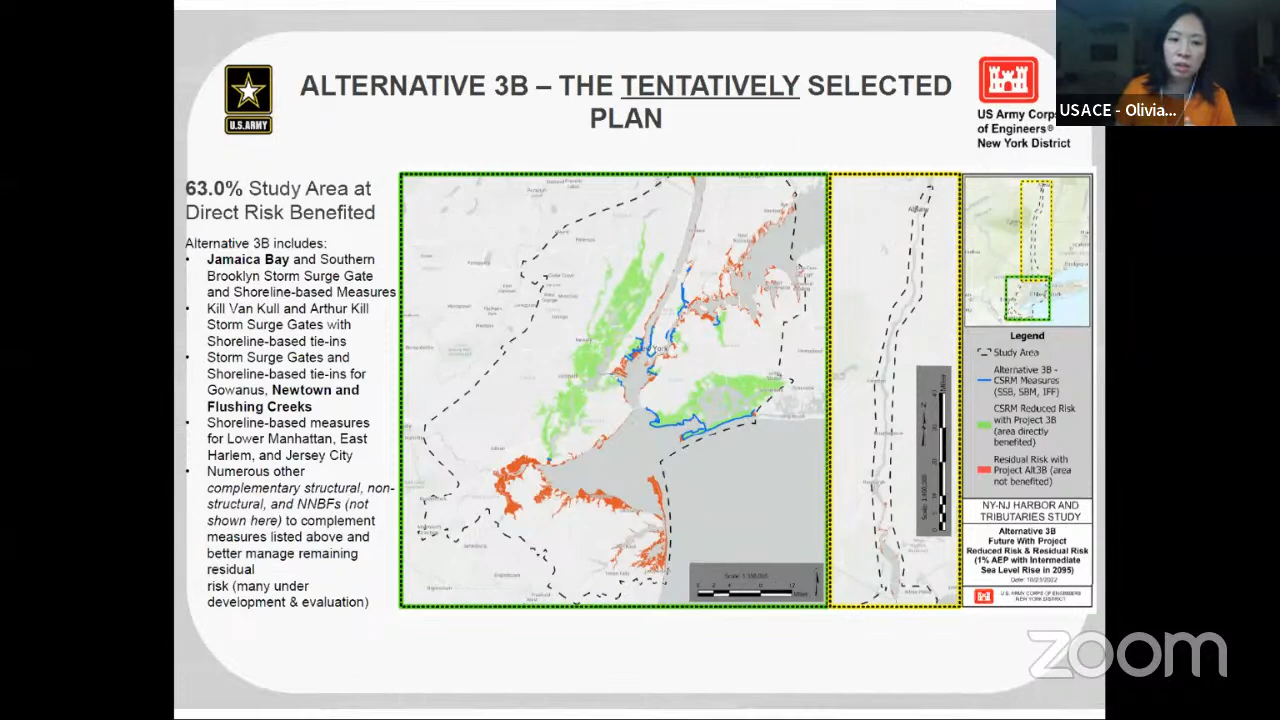 USACE - Olivia...
ALTERNATIVE 3B – THE TENTATIVELY SELECTED
PLAN
U.S. ARMY
US Army Corps
of Engineers®
New York District
63.0% Study Area at
Direct Risk Benefited
Alternative 3B includes:
• Jamaica Bay and Southern
Brooklyn Storm Surge Gate
and Shoreline-based Measures
• Kill Van Kull and Arthur Kill
Storm Surge Gates with
Shoreline-based tie-ins
• Storm Surge Gates and
Shoreline-based tie-ins for
Gowanus, Newtown and
Flushing Creeks
• Shoreline-based measures
for Lower Manhattan, East
Harlem, and Jersey City
• Numerous other
complementary structural, non-
structural, and NNBFs (not
shown here) to complement
measures listed above and
better manage remaining
residual
risk (many under
development & evaluation)
Albany
Legend
Study Area
Alternative 3B -
CSRM Measures
(SSB, SBM, IFF)
CSRM Reduced Risk
with Project 3B
(area directly
benefited)
Residual Risk with
Project Alt3B (area
not benefited)
NY-NJ HARBOR AND
TRIBUTARIES STUDY
Alternative 3B
Future With Project
Reduced Risk & Residual Risk
(1% AEP with Intermediate
Sea Level Rise in 2095)
U.S. ARMY CORPS OF ENGINEERS
NEW YORK DISTRICT
zoom